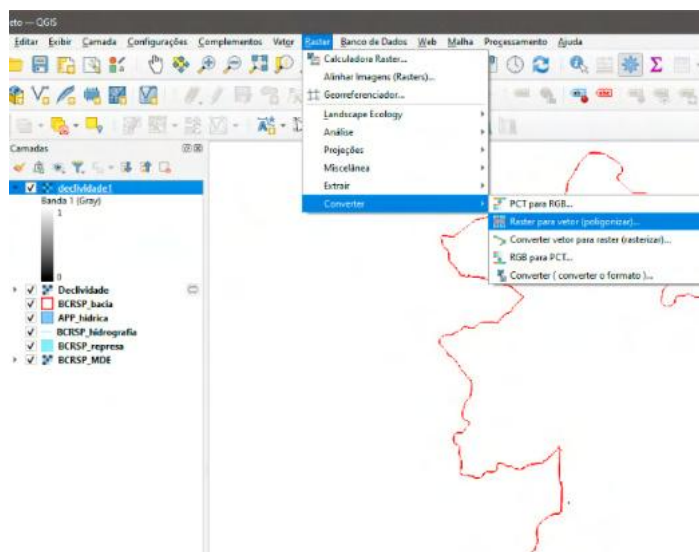 eto — QGIS
Editar Exibir Camada Configurações Complementos Vetor Raster Banco de Dados Web Malha Processamento Ajuda
Calculadora Raster...
Alinhar Imagens (Rasters)...
Georreferenciador...
Landscape Ecology
Análise
Projeções
Miscelânea
Extrair
Converter
PCT para RGB...
Raster para vetor (poligonizar)...
Converter vetor para raster (rasterizar)...
RGB para PCT...
Converter ( converter o formato )...
Camadas
declividade1
Banda 1 (Gray)
1
0
Declividade
BCRSP_bacia
APP_hidrica
BCRSP_hidrografia
BCRSP_represa
BCRSP_MDE